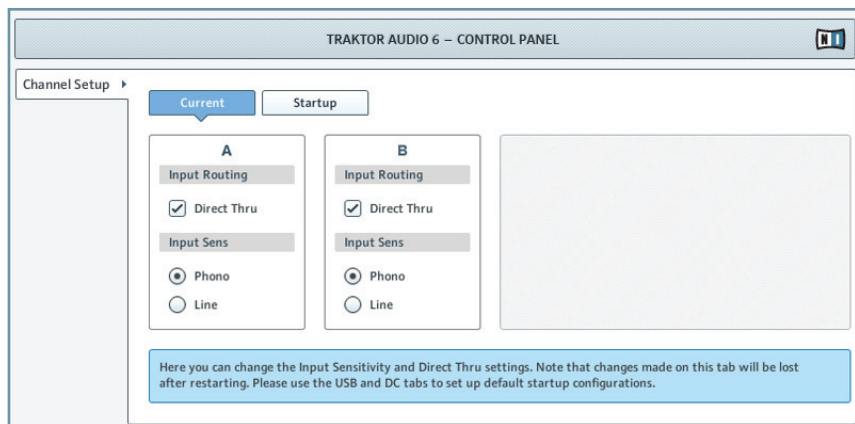 TRAKTOR AUDIO 6 – CONTROL PANEL
NI
Channel Setup
Current
Startup
A
Input Routing
Direct Thru
Input Sens
Phono
Line
B
Input Routing
Direct Thru
Input Sens
Phono
Line
Here you can change the Input Sensitivity and Direct Thru settings. Note that changes made on this tab will be lost
after restarting. Please use the USB and DC tabs to set up default startup configurations.